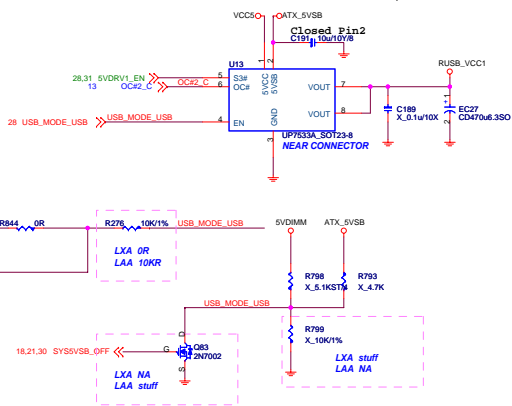 VCC5 ATX_5VSB
Closed Pin2
C191 10u/10Y/8
RUSB_VCC1
U13
1 2
5VCC 5VSB
28,31 5VDRV1_EN 5 S3# VOUT 7
13 OC#2_C OC#2_C 6 OC#
VOUT 8
C189 EC27
X_0.1u/10X CD470u6.3SO
1 + 2
28 USB_MODE_USB USB_MODE_USB 4 EN
GND
3
UP7533A_SOT23-8
NEAR CONNECTOR
R844 0R R276 10K/1% USB_MODE_USB
5VDIMM ATX_5VSB
LXA 0R
LAA 10KR
R798 R793
X_5.1KST/4 X_4.7K
USB_MODE_USB
R799
X_10K/1%
D
18,21,30 SYS5VSB_OFF G Q83
2N7002
S
LXA stuff
LAA NA
LXA NA
LAA stuff